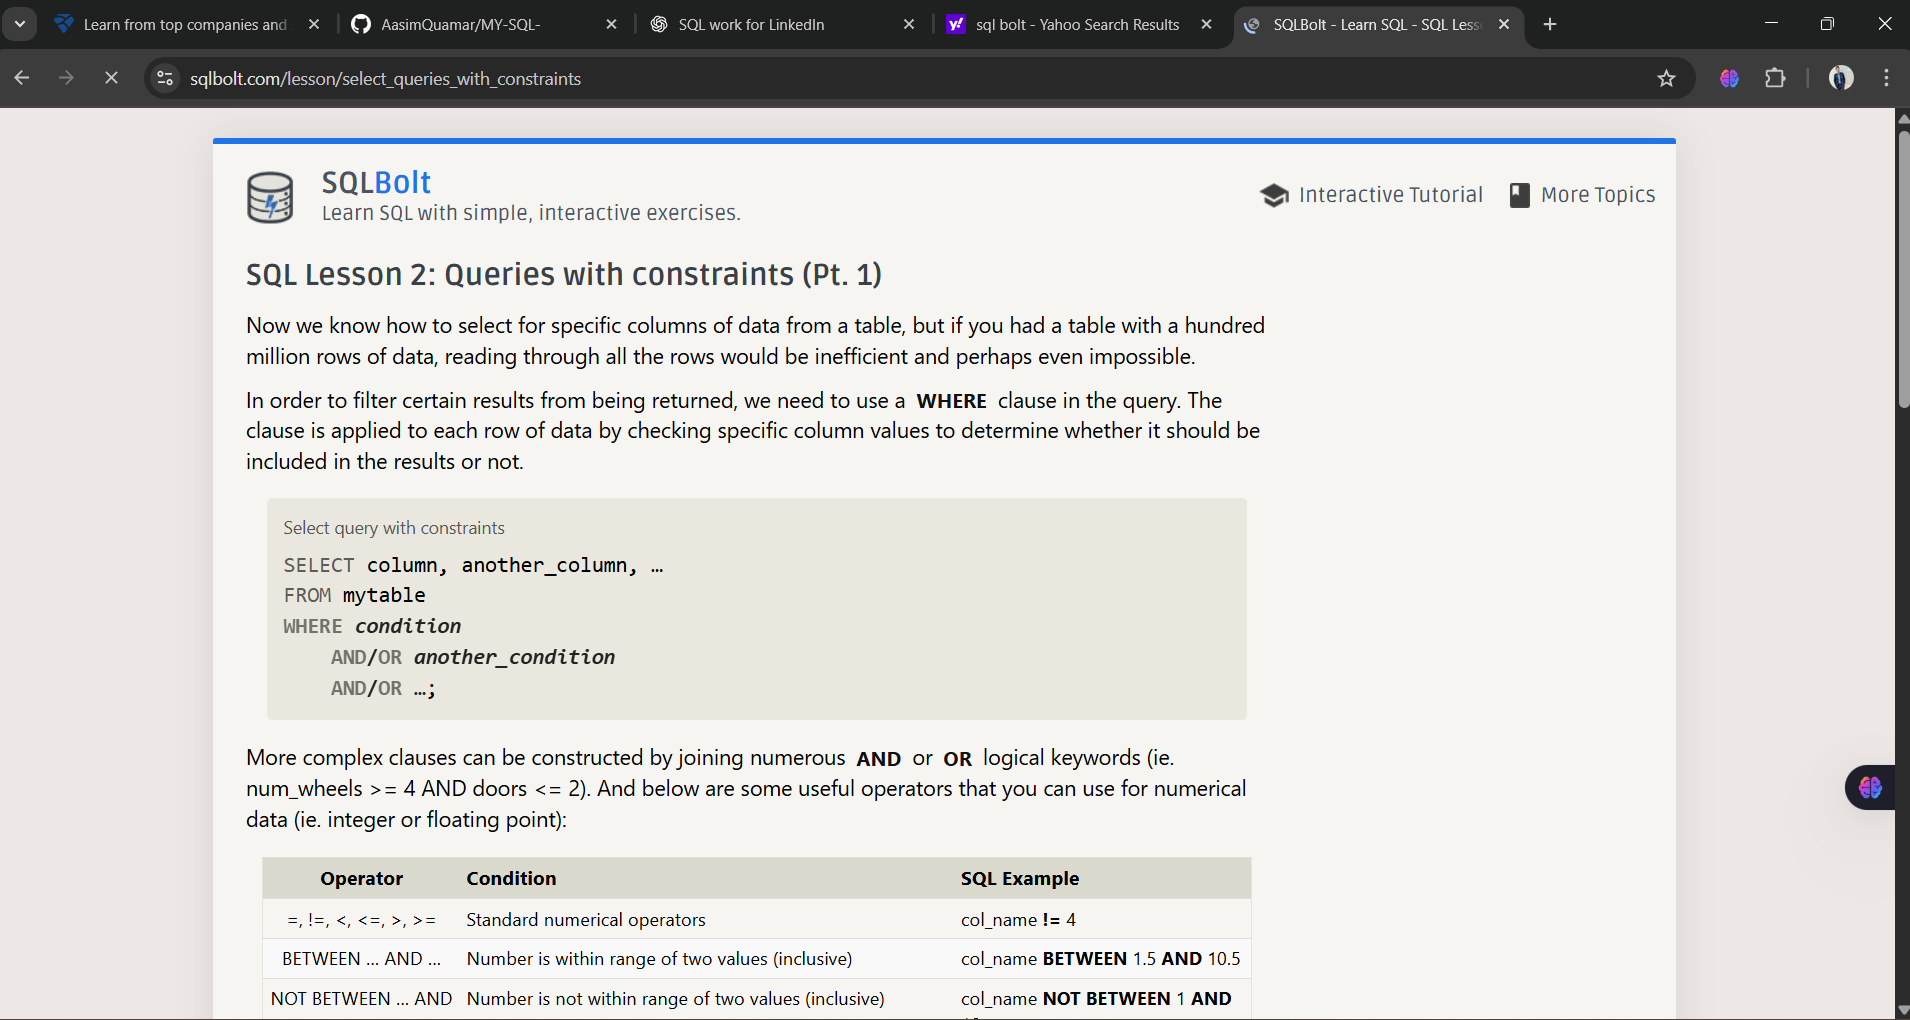 Learn from top companies and
AasimQuamar/MY-SQL-
SQL work for LinkedIn
sql bolt - Yahoo Search Results
SQLBolt - Learn SQL - SQL Less
sqlbolt.com/lesson/select_queries_with_constraints
SQLBolt
Learn SQL with simple, interactive exercises.
Interactive Tutorial
More Topics
SQL Lesson 2: Queries with constraints (Pt. 1)
Now we know how to select for specific columns of data from a table, but if you had a table with a hundred
million rows of data, reading through all the rows would be inefficient and perhaps even impossible.
In order to filter certain results from being returned, we need to use a WHERE clause in the query. The
clause is applied to each row of data by checking specific column values to determine whether it should be
included in the results or not.
Select query with constraints
SELECT column, another_column, …
FROM mytable
WHERE condition
AND/OR another_condition
AND/OR …;
More complex clauses can be constructed by joining numerous AND or OR logical keywords (ie.
num_wheels >= 4 AND doors <= 2). And below are some useful operators that you can use for numerical
data (ie. integer or floating point):
Operator Condition SQL Example
=, !=, <, <=, >, >= Standard numerical operators col_name != 4
BETWEEN … AND … Number is within range of two values (inclusive) col_name BETWEEN 1.5 AND 10.5
NOT BETWEEN … AND Number is not within range of two values (inclusive) col_name NOT BETWEEN 1 AND